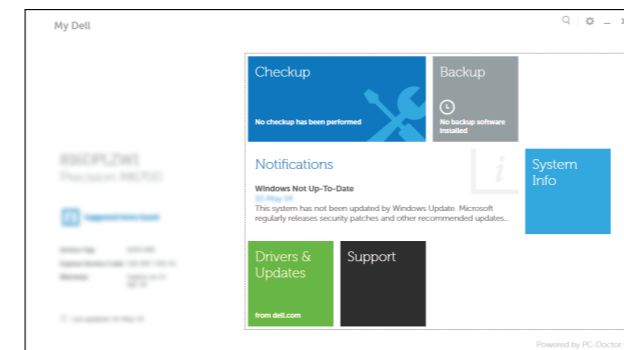 My Dell
Checkup
No checkup has been performed
Backup
No backup software
installed
Notifications
Windows Not Up-To-Date
This system has not been updated by Windows Update. Microsoft
regularly releases security patches and other recommended updates...
System
Info
Drivers &
Updates
from dell.com
Support
Powered by PC-Doctor